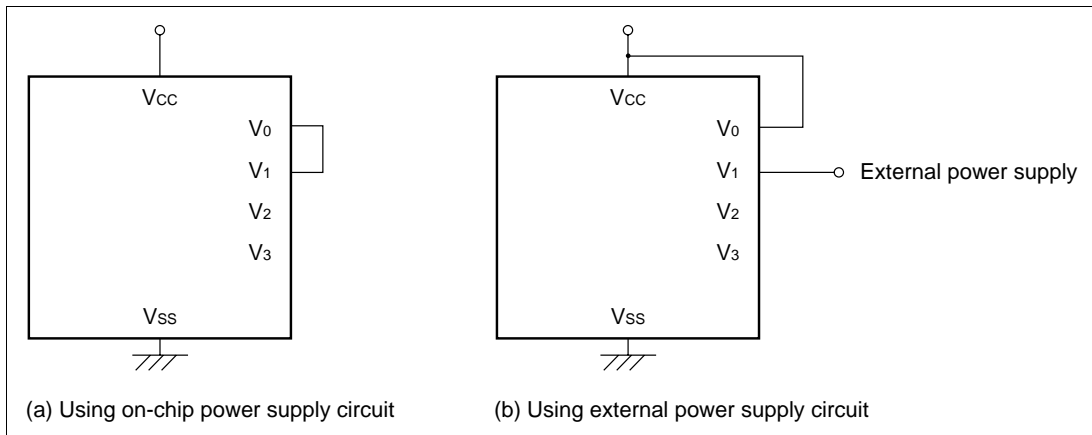 VCC
V0
V1
V2
V3
VSS
(a) Using on-chip power supply circuit
VCC
V0
V1
External power supply
V2
V3
VSS
(b) Using external power supply circuit